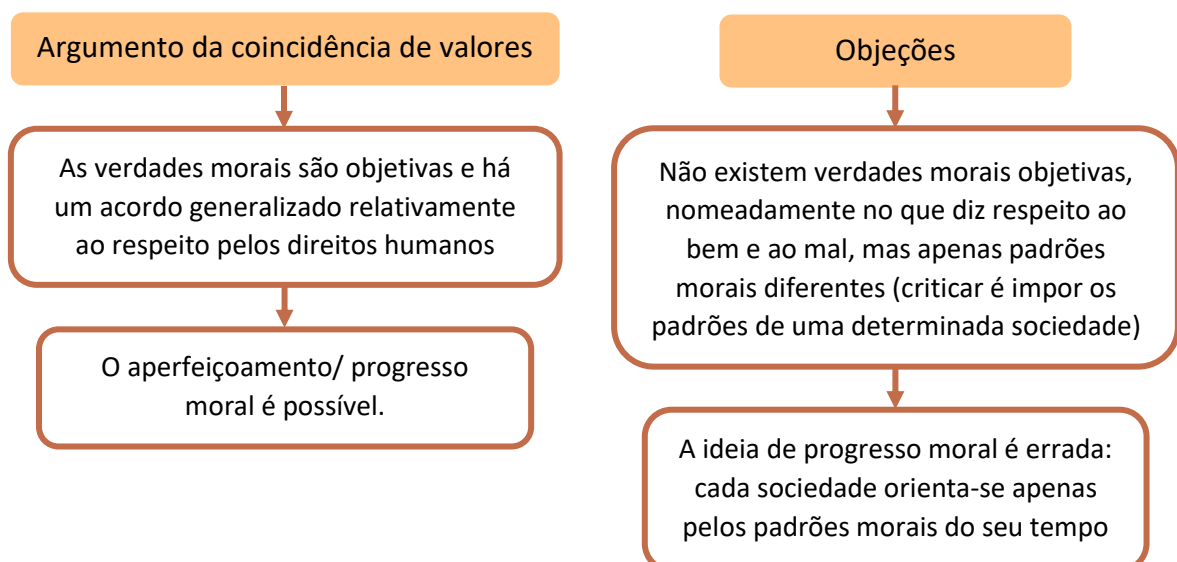 Argumento da coincidência de valores
As verdades morais são objetivas e há
um acordo generalizado relativamente
ao respeito pelos direitos humanos
O aperfeiçoamento/ progresso
moral é possível.
Objeções
Não existem verdades morais objetivas,
nomeadamente no que diz respeito ao
bem e ao mal, mas apenas padrões
morais diferentes (criticar é impor os
padrões de uma determinada sociedade)
A ideia de progresso moral é errada:
cada sociedade orienta-se apenas
pelos padrões morais do seu tempo